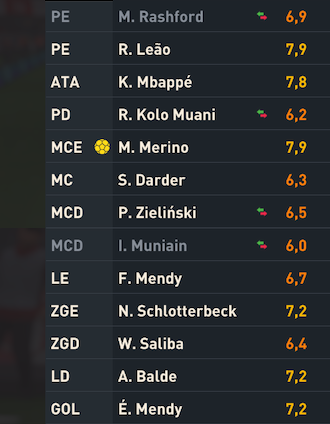 PE M. Rashford 6,9
PE R. Leão 7,9
ATA K. Mbappé 7,8
PD R. Kolo Muani 6,2
MCE M. Merino 7,9
MC S. Darder 6,3
MCD P. Zieliński 6,5
MCD I. Muniain 6,0
LE F. Mendy 6,7
ZGE N. Schlotterbeck 7,2
ZGD W. Saliba 6,4
LD A. Balde 7,2
GOL É. Mendy 7,2